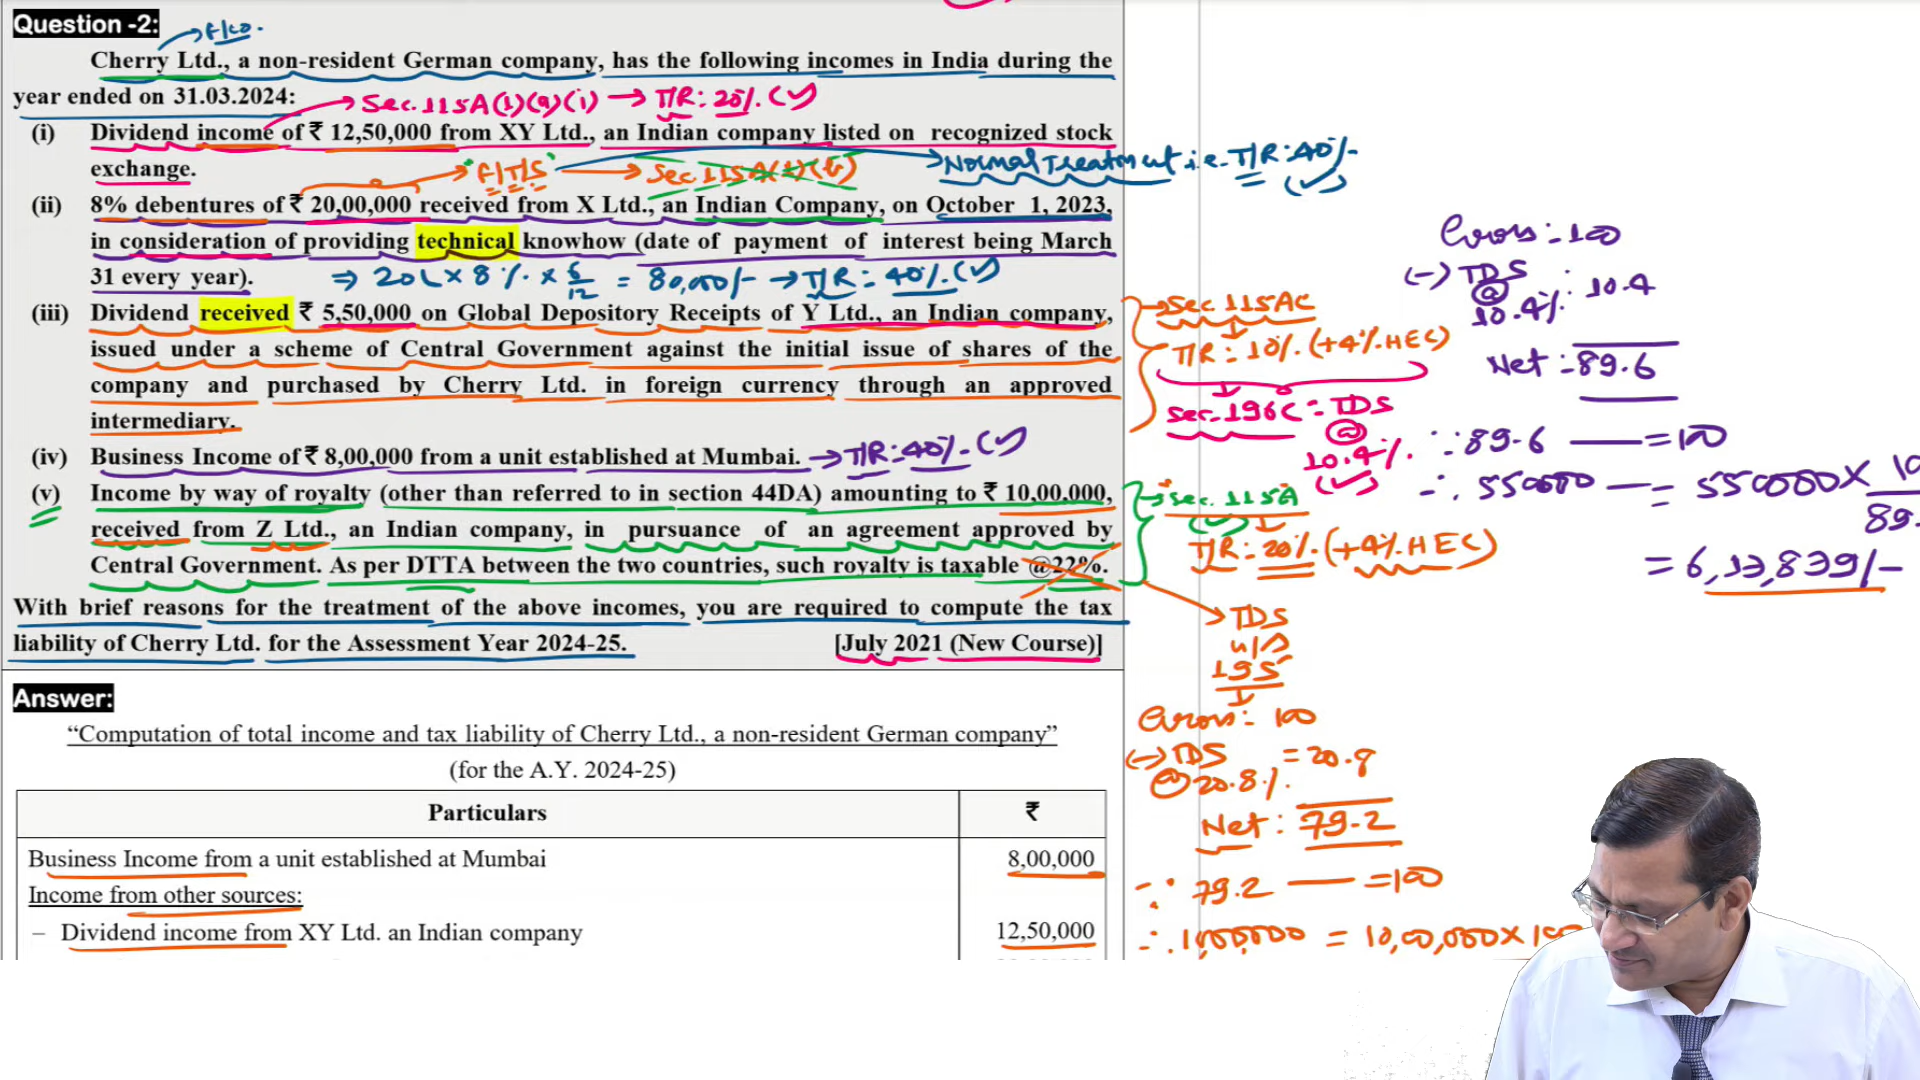 Question -2:
F/Co.
Cherry Ltd., a non-resident German company, has the following incomes in India during the
year ended on 31.03.2024:
Sec.115A(1)(a)(i) → T/R: 20%. (✓)
(i) Dividend income of ₹ 12,50,000 from XY Ltd., an Indian company listed on recognized stock
exchange.
"F/T/S" → Sec 115A(1)(b)
Normal Treatment i.e. T/R: 40%
(✓)
(ii) 8% debentures of ₹ 20,00,000 received from X Ltd., an Indian Company, on October 1, 2023,
in consideration of providing technical knowhow (date of payment of interest being March
31 every year).
⇒ 20L × 8% × 6/12 = 80,000/- → T/R = 40%. (✓)
(iii) Dividend received ₹ 5,50,000 on Global Depository Receipts of Y Ltd., an Indian company,
issued under a scheme of Central Government against the initial issue of shares of the
company and purchased by Cherry Ltd. in foreign currency through an approved
intermediary.
(iv) Business Income of ₹ 8,00,000 from a unit established at Mumbai. → T/R: 40%. (✓)
(v) Income by way of royalty (other than referred to in section 44DA) amounting to ₹ 10,00,000,
received from Z Ltd., an Indian company, in pursuance of an agreement approved by
Central Government. As per DTTA between the two countries, such royalty is taxable @22%.
With brief reasons for the treatment of the above incomes, you are required to compute the tax
liability of Cherry Ltd. for the Assessment Year 2024-25. [July 2021 (New Course)]
Sec.115AC
T/R: 10%. (+4%.HEC)
Sec.196C = TDS
@
10.4%.
(✓)
Gross: 100
(-) TDS
@
10.4% : 10.4
Net : 89.6
∵ 89.6 — = 100
∴ 550000 — = 550000 × 10
89.
= 6,13,839/-
Sec. 115A
(✓)
T/R: 20%. (+4%.HEC)
TDS
u/s
195
Gross: 100
(-) TDS = 20.8
@ 20.8%.
Net : 79.2
∵ 79.2 — = 100
∴ 10,00,000 = 10,00,000 × 100
Answer:
“Computation of total income and tax liability of Cherry Ltd., a non-resident German company”
(for the A.Y. 2024-25)
Particulars ₹
Business Income from a unit established at Mumbai 8,00,000
Income from other sources:
– Dividend income from XY Ltd. an Indian company 12,50,000